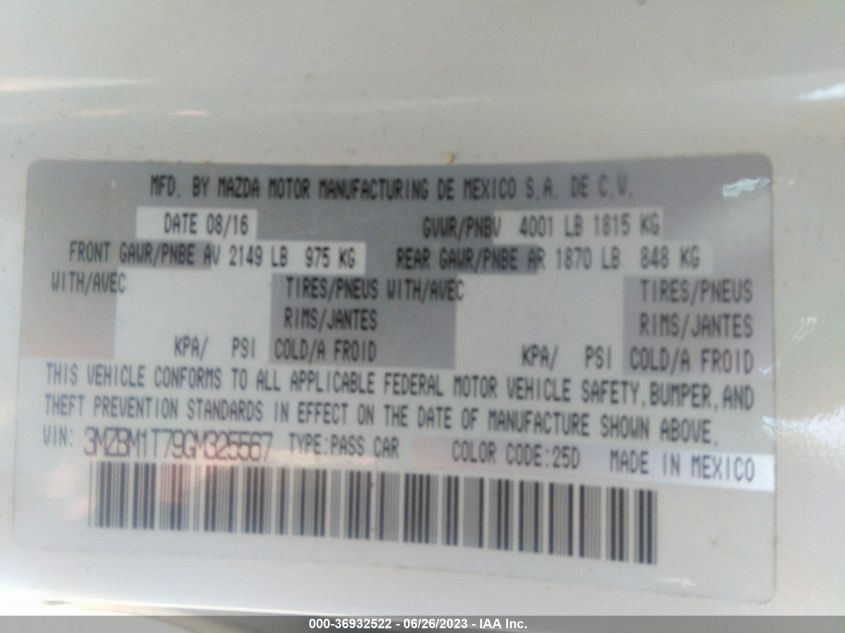 MFD. BY MAZDA MOTOR MANUFACTURING DE MEXICO S.A. DE C.V.
DATE 08/16 GVWR/PNBV 4001 LB 1815 KG
FRONT GAWR/PNBE AV 2149 LB 975 KG REAR GAWR/PNBE AR 1870 LB 848 KG
WITH/AVEC TIRES/PNEUS WITH/AVEC TIRES/PNEUS
RIMS/JANTES RIMS/JANTES
KPA/ PSI COLD/A FROID KPA/ PSI COLD/A FROID
THIS VEHICLE CONFORMS TO ALL APPLICABLE FEDERAL MOTOR VEHICLE SAFETY, BUMPER, AND
THEFT PREVENTION STANDARDS IN EFFECT ON THE DATE OF MANUFACTURE SHOWN ABOVE.
VIN: 3MZBM1T79GM325567 TYPE:PASS CAR COLOR CODE:25D MADE IN MEXICO
000-36932522 - 06/26/2023 - IAA Inc.